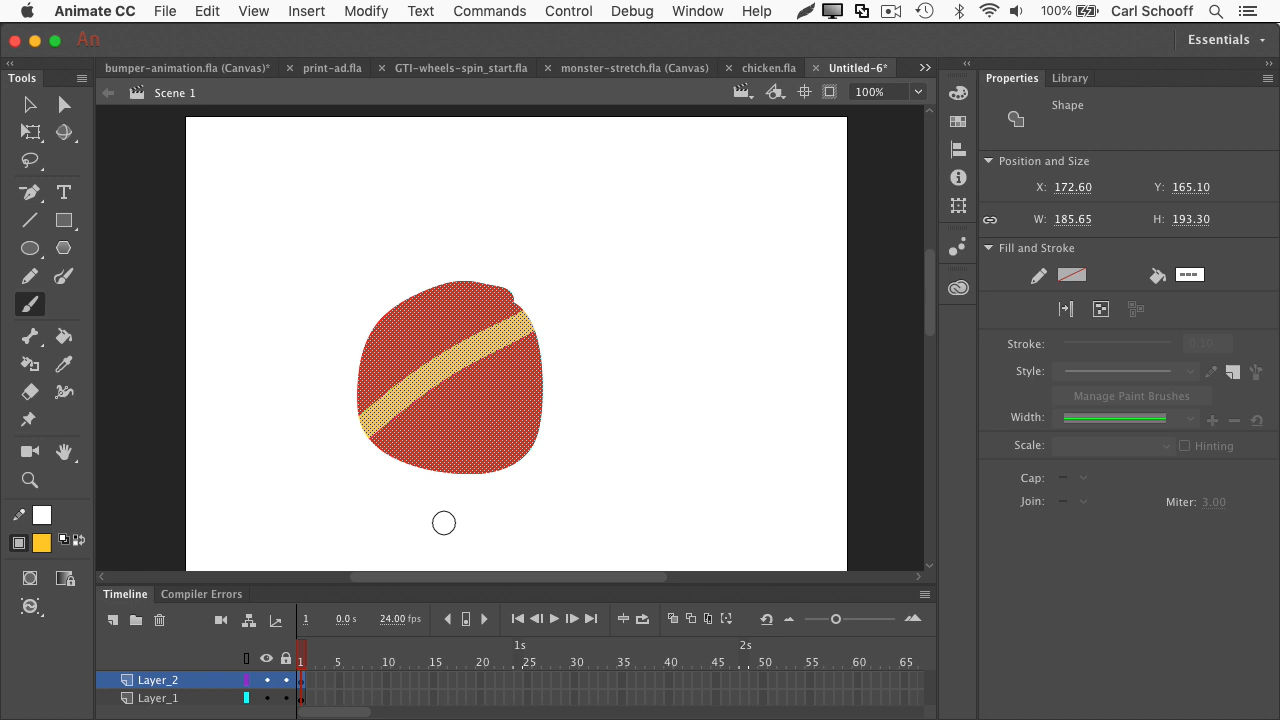 Animate CC File Edit View Insert Modify Text Commands Control Debug Window Help 100% Carl Schooff
An Essentials
Tools
bumper-animation.fla (Canvas)* print-ad.fla GTI-wheels-spin_start.fla monster-stretch.fla (Canvas) chicken.fla Untitled-6*
Properties Library
Scene 1 100%
Shape
Position and Size
X: 172.60 Y: 165.10
W: 185.65 H: 193.30
Fill and Stroke
Stroke: 0.10
Style:
Manage Paint Brushes
Width:
Scale: Hinting
Cap:
Join: Miter: 3.00
Timeline Compiler Errors
1 0.0 s 24.00 fps
1s 2s
1 5 10 15 20 25 30 35 40 45 50 55 60 65
Layer_2
Layer_1